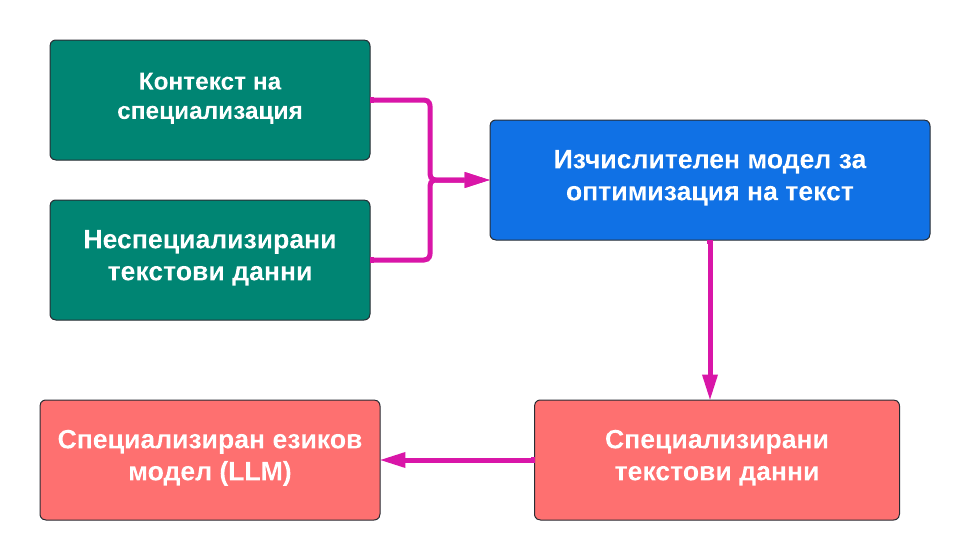 Контекст на
специализация
Неспециализирани
текстови данни
Изчислителен модел за
оптимизация на текст
Специализиран езиков
модел (LLM)
Специализирани
текстови данни